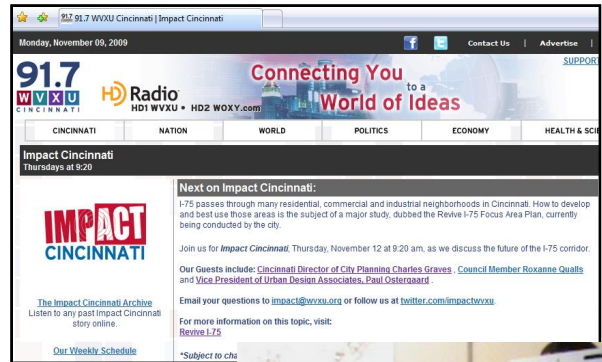 91.7 WVXU Cincinnati | Impact Cincinnati
Monday, November 09, 2009
Contact Us | Advertise |
91.7
WVXU
CINCINNATI
HD Radio
HD1 WVXU • HD2 WOXY.com
Connecting You
to a
World of Ideas
SUPPORT
CINCINNATI
NATION
WORLD
POLITICS
ECONOMY
HEALTH & SCIE
Impact Cincinnati
Thursdays at 9:20
IMPACT
CINCINNATI
The Impact Cincinnati Archive
Listen to any past Impact Cincinnati
story online.
Our Weekly Schedule
Next on Impact Cincinnati:
I-75 passes through many residential, commercial and industrial neighborhoods in Cincinnati. How to develop
and best use those areas is the subject of a major study, dubbed the Revive I-75 Focus Area Plan, currently
being conducted by the city.
Join us for Impact Cincinnati, Thursday, November 12 at 9:20 am, as we discuss the future of the I-75 corridor.
Our Guests include: Cincinnati Director of City Planning Charles Graves , Council Member Roxanne Qualls
and Vice President of Urban Design Associates, Paul Ostergaard .
Email your questions to impact@wvxu.org or follow us at twitter.com/impactwvxu.
For more information on this topic, visit:
Revive I-75
*Subject to cha